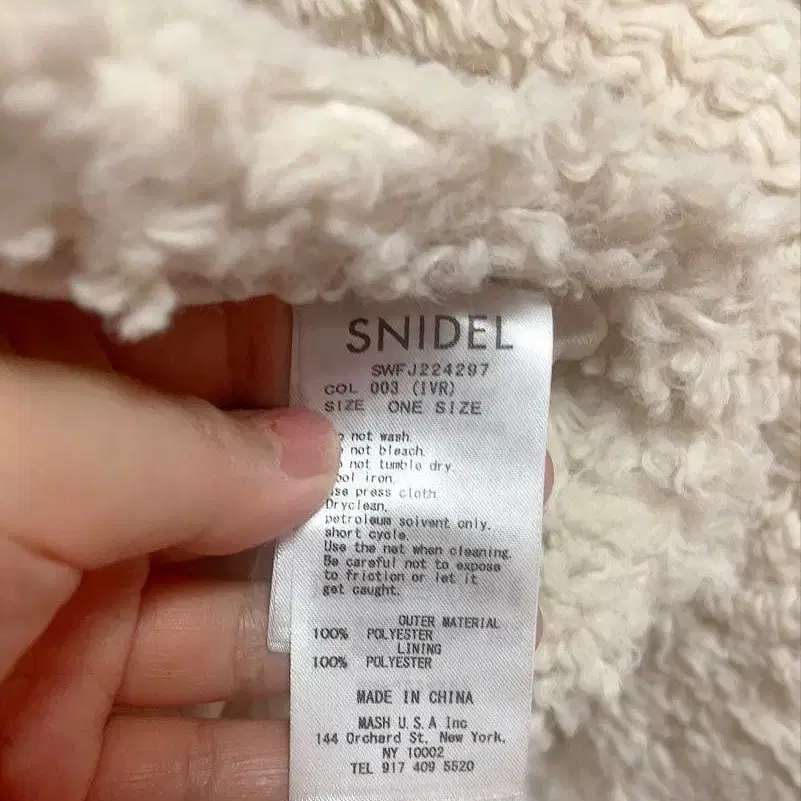 SNIDEL
SWFJ224297
COL 003 (IVR)
SIZE ONE SIZE
not wash.
not bleach.
not tumble dry.
iron.
press cloth
Dryclean,
petroleum solvent only,
short cycle.
Use the net when cleaning.
Be careful not to expose
to friction or let it
get caught.
OUTER MATERIAL
100% POLYESTER
LINING
100% POLYESTER
MADE IN CHINA
MASH U.S.A Inc
144 Orchard St, New York,
NY 10002
TEL 917 409 5520